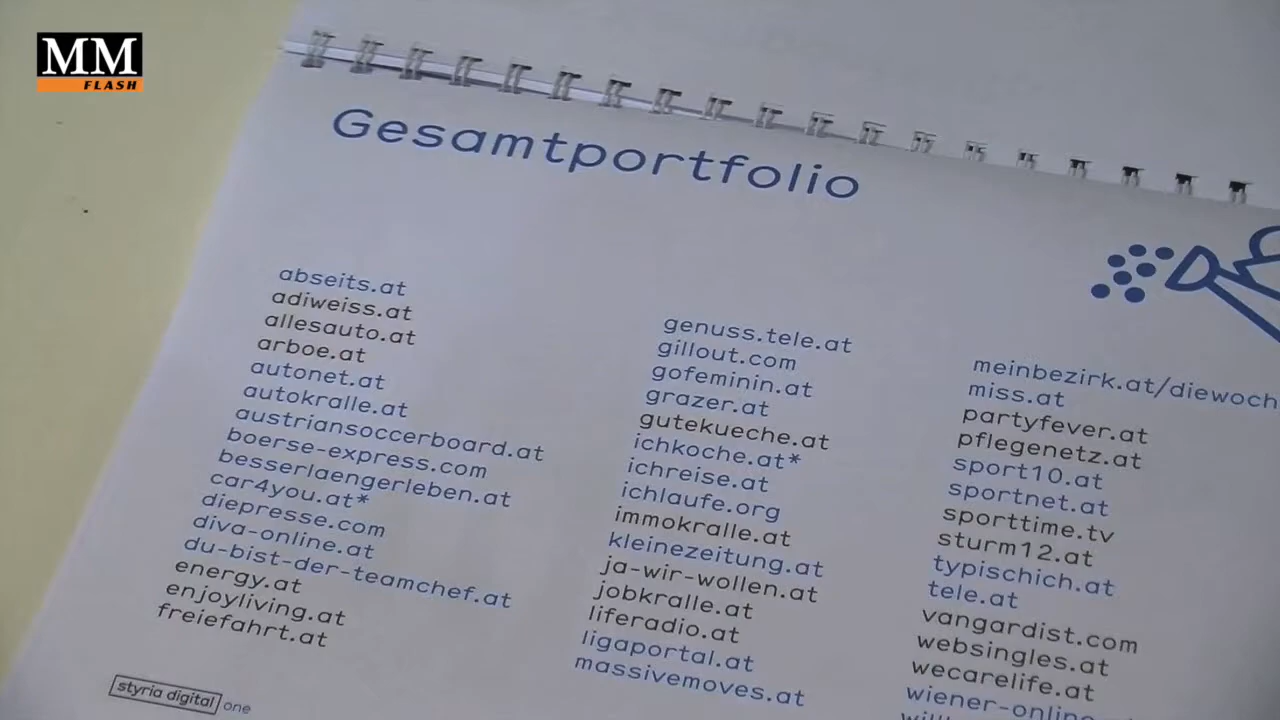 MM
FLASH
Gesamtportfolio
abseits.at
adiweiss.at
allesauto.at
arboe.at
autonet.at
autokralle.at
austriansoccerboard.at
boerse-express.com
besserlaengerleben.at
car4you.at*
diepresse.com
diva-online.at
du-bist-der-teamchef.at
energy.at
enjoyliving.at
freiefahrt.at
genuss.tele.at
gillout.com
gofeminin.at
grazer.at
gutekueche.at
ichkoche.at*
ichreise.at
ichlaufe.org
immokralle.at
kleinezeitung.at
ja-wir-wollen.at
jobkralle.at
liferadio.at
ligaportal.at
massivemoves.at
meinbezirk.at/diewoch
miss.at
partyfever.at
pflegenetz.at
sport10.at
sportnet.at
sporttime.tv
sturm12.at
typischich.at
tele.at
vangardist.com
websingles.at
wecarelife.at
wiener-online
styria digital one